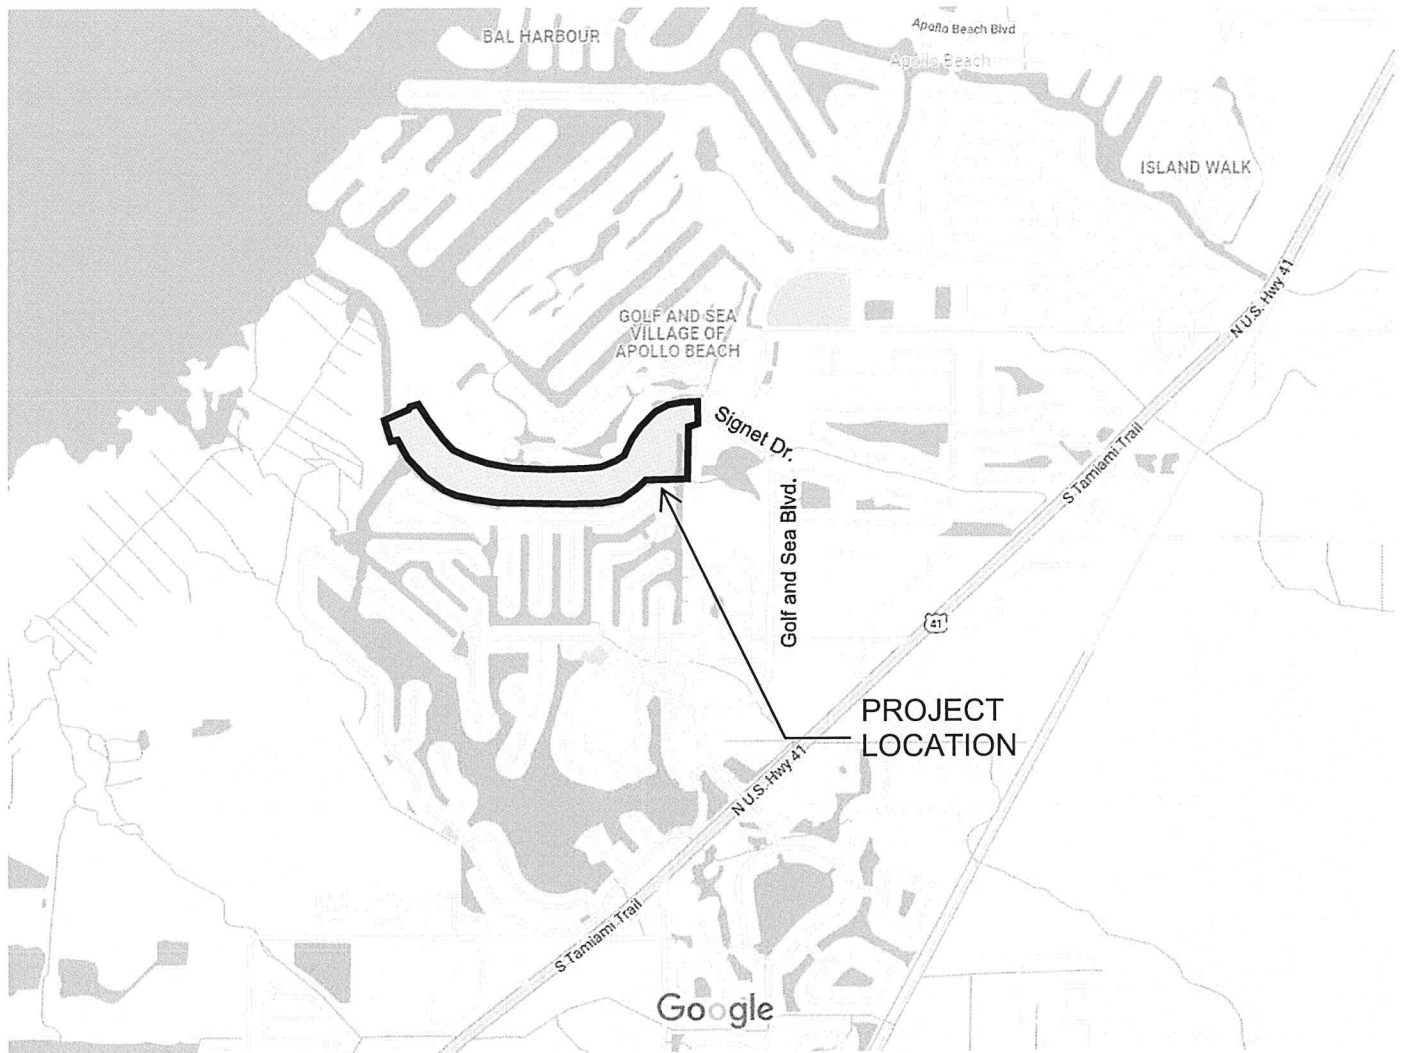 BAL HARBOUR
Apollo Beach Blvd
Apollo Beach
ISLAND WALK
N U.S. Hwy 41
GOLF AND SEA
VILLAGE OF
APOLLO BEACH
Signet Dr.
Golf and Sea Blvd.
S Tamiami Trail
41
PROJECT
LOCATION
N U.S. Hwy 41
S Tamiami Trail
Google